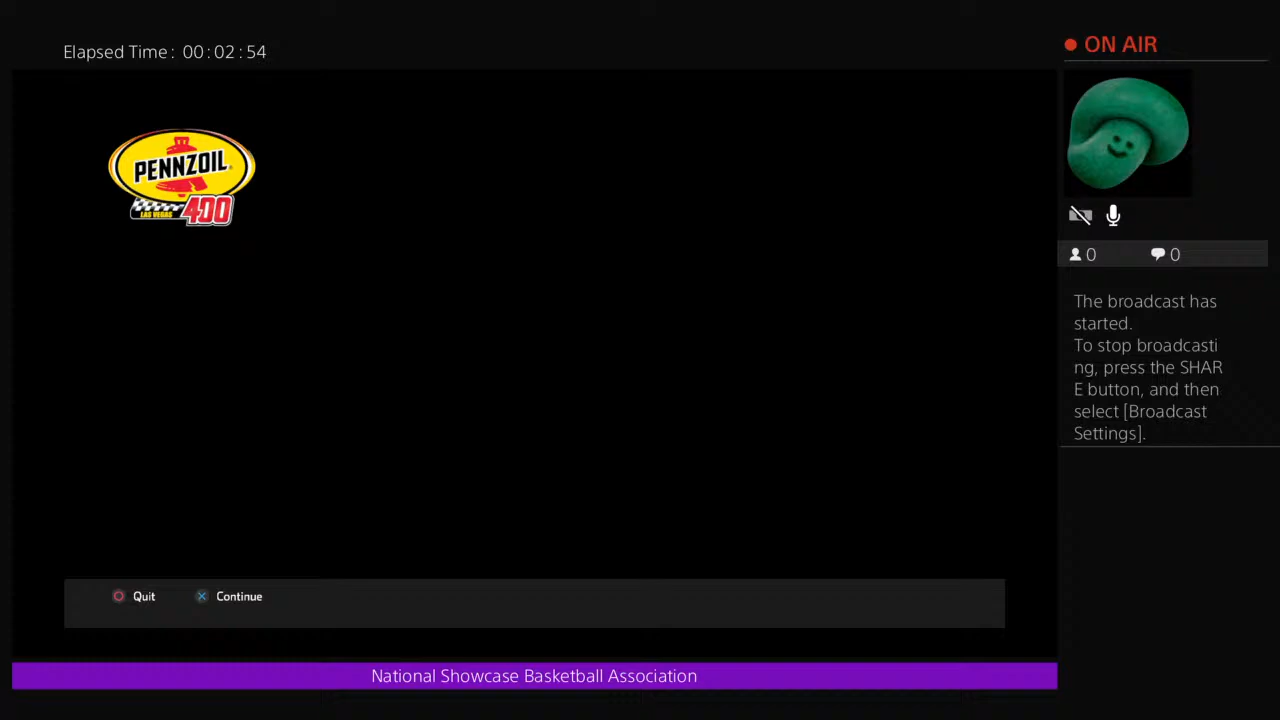 Elapsed Time: 00:02:54
ON AIR
PENNZOIL
LAS VEGAS 400
0 0
The broadcast has
started.
To stop broadcasti
ng, press the SHAR
E button, and then
select [Broadcast
Settings].
Quit Continue
National Showcase Basketball Association